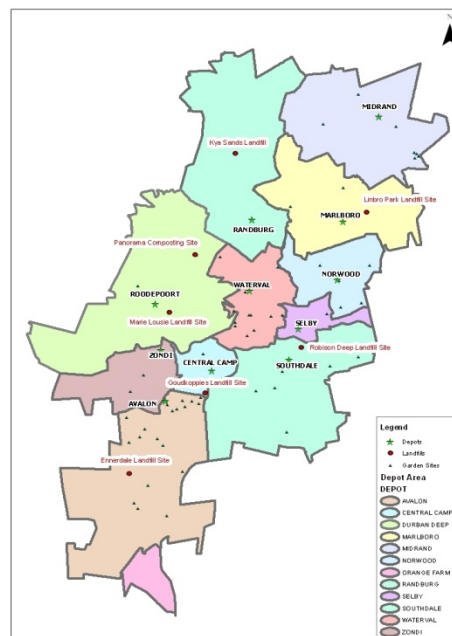 N
MIDRAND
Kya Sands Landfill
Linbro Park Landfill Site
MARLBORO
RANDBURG
Panorama Composting Site
NORWOOD
WATERVAL
ROODEPOORT
Marie Lousie Landfill Site
SELBY
Robison Deep Landfill Site
ZONDI
CENTRAL CAMP
SOUTHDALE
Goudkoppies Landfill Site
AVALON
Ennerdale Landfill Site
Legend
Depots
Landfills
Garden Sites
Depot Area
DEPOT
AVALON
CENTRAL CAMP
DURBAN DEEP
MARLBORO
MIDRAND
NORWOOD
ORANGE FARM
RANDBURG
SELBY
SOUTHDALE
WATERVAL
ZONDI